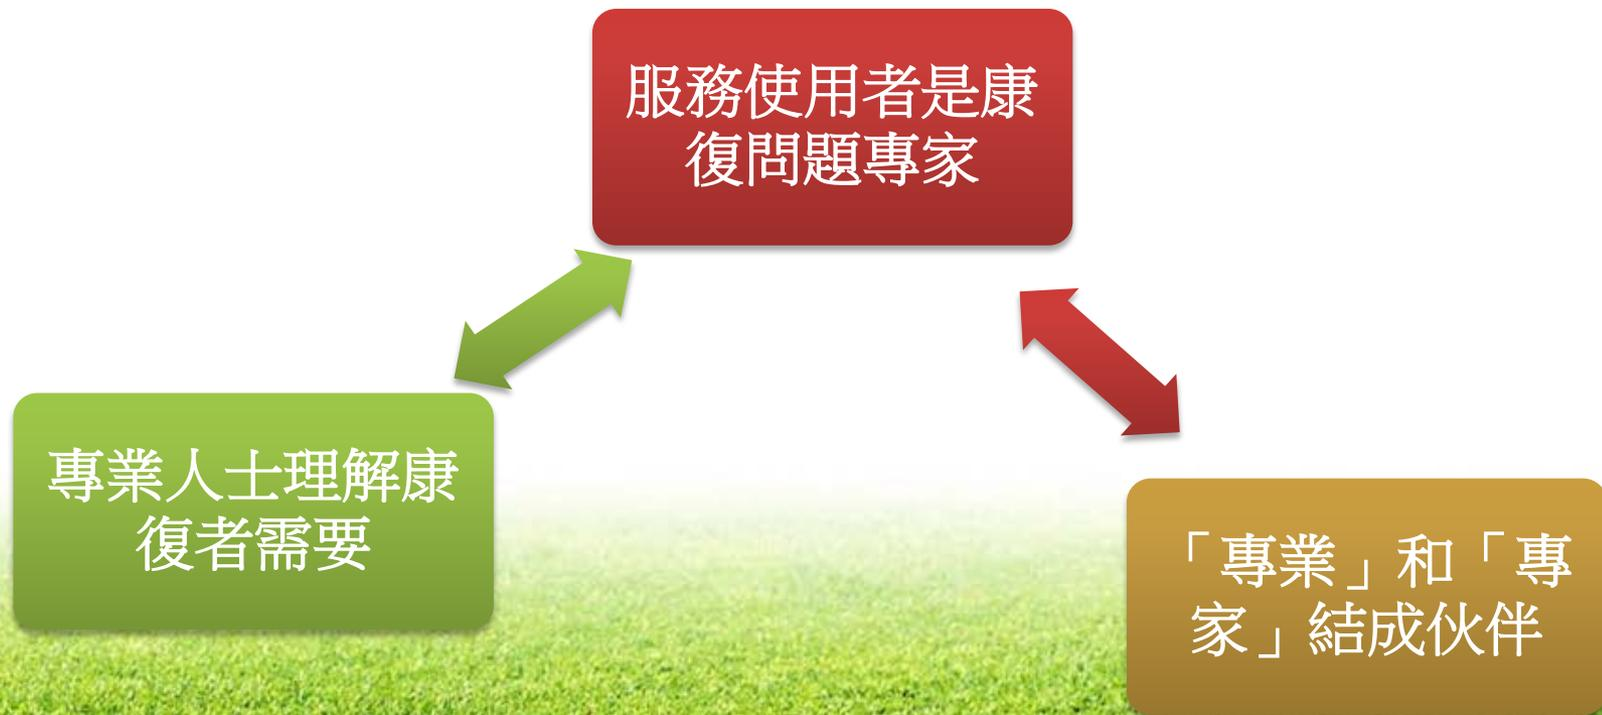 服務使用者是康
復問題專家
專業人士理解康
復者需要
「專業」和「專
家」結成伙伴